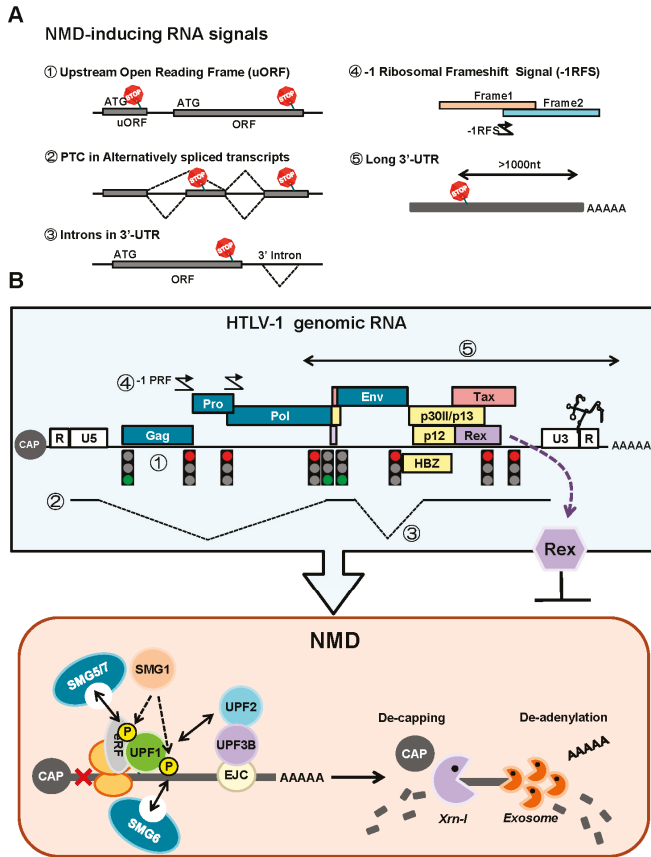 A
NMD-inducing RNA signals
① Upstream Open Reading Frame (uORF)
ATG STOP ATG STOP
uORF ORF
② PTC in Alternatively spliced transcripts
STOP STOP
③ Introns in 3'-UTR
ATG STOP 3' Intron
ORF
④ -1 Ribosomal Frameshift Signal (-1RFS)
Frame1
Frame2
-1RFS
⑤ Long 3'-UTR
>1000nt
STOP
AAAAA
B
HTLV-1 genomic RNA
⑤
④ -1 PRF
Pro Env Tax
Pol p30II/p13
CAP R U5 Gag p12 Rex U3 R AAAAA
① HBZ
②
③
Rex
NMD
SMG5/7 SMG1
UPF2
P
eRF UPF1 UPF3B
P
CAP EJC AAAAA
SMG6
De-capping De-adenylation
CAP AAAAA
Xrn-I Exosome